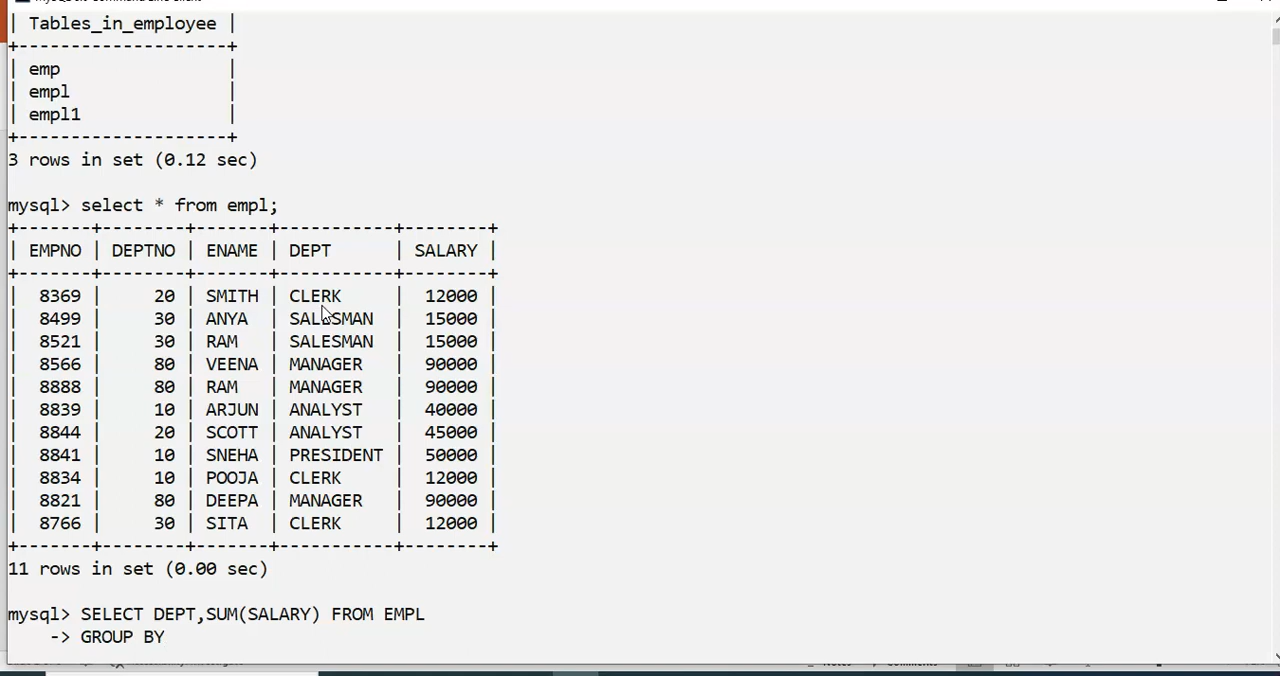 | Tables_in_employee |
+--------------------+
| emp                |
| empl               |
| empl1              |
+--------------------+
3 rows in set (0.12 sec)
mysql> select * from empl;
+-------+--------+-------+-----------+--------+
| EMPNO | DEPTNO | ENAME | DEPT      | SALARY |
+-------+--------+-------+-----------+--------+
|  8369 |     20 | SMITH | CLERK     |  12000 |
|  8499 |     30 | ANYA  | SALESMAN  |  15000 |
|  8521 |     30 | RAM   | SALESMAN  |  15000 |
|  8566 |     80 | VEENA | MANAGER   |  90000 |
|  8888 |     80 | RAM   | MANAGER   |  90000 |
|  8839 |     10 | ARJUN | ANALYST   |  40000 |
|  8844 |     20 | SCOTT | ANALYST   |  45000 |
|  8841 |     10 | SNEHA | PRESIDENT |  50000 |
|  8834 |     10 | POOJA | CLERK     |  12000 |
|  8821 |     80 | DEEPA | MANAGER   |  90000 |
|  8766 |     30 | SITA  | CLERK     |  12000 |
+-------+--------+-------+-----------+--------+
11 rows in set (0.00 sec)
mysql> SELECT DEPT,SUM(SALARY) FROM EMPL
    -> GROUP BY